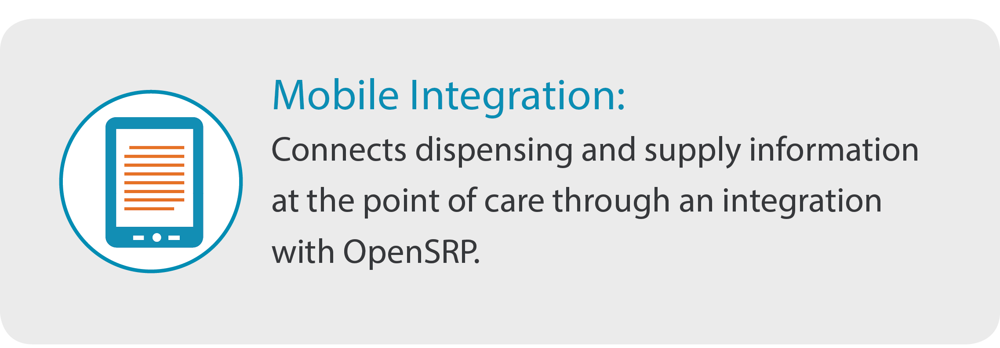 Mobile Integration:
Connects dispensing and supply information
at the point of care through an integration
with OpenSRP.